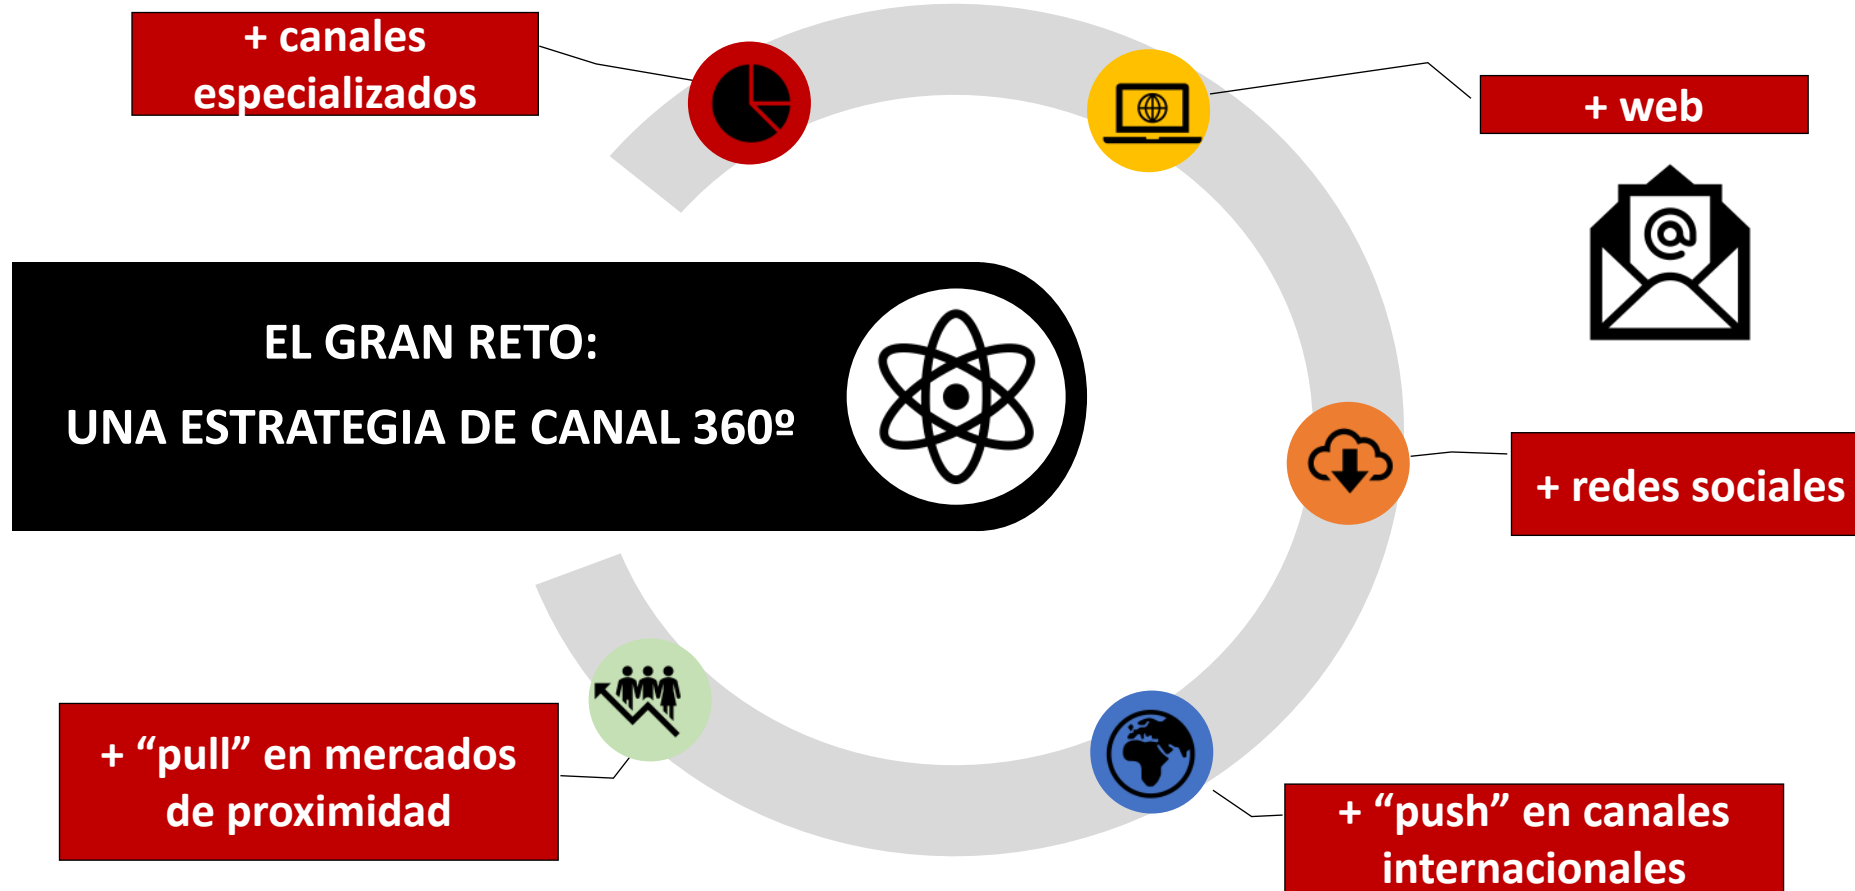 + canales
especializados
+ web
@
EL GRAN RETO:
UNA ESTRATEGIA DE CANAL 360º
+ redes sociales
+ “pull” en mercados
de proximidad
+ “push” en canales
internacionales